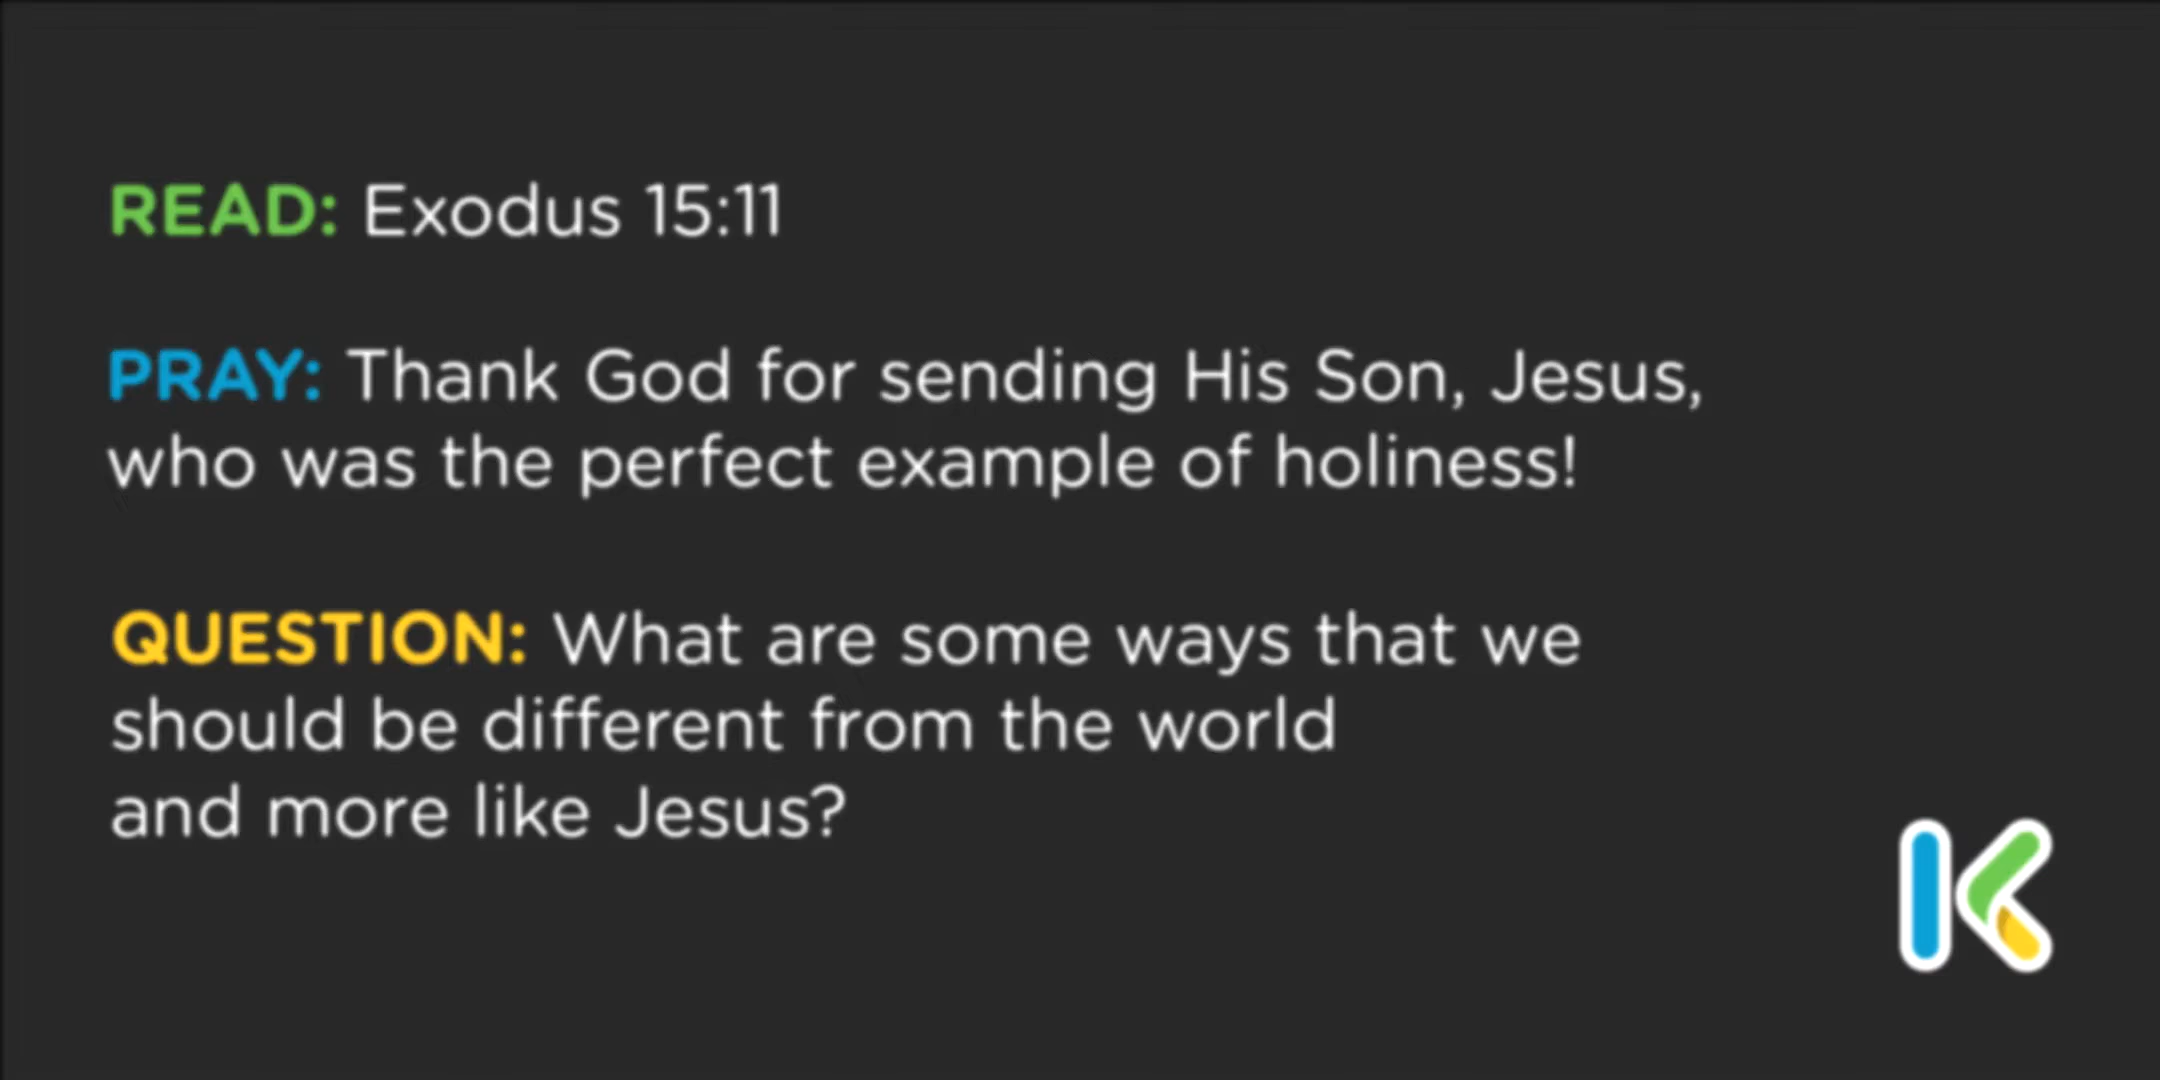 READ: Exodus 15:11
PRAY: Thank God for sending His Son, Jesus,
who was the perfect example of holiness!
QUESTION: What are some ways that we
should be different from the world
and more like Jesus?
K